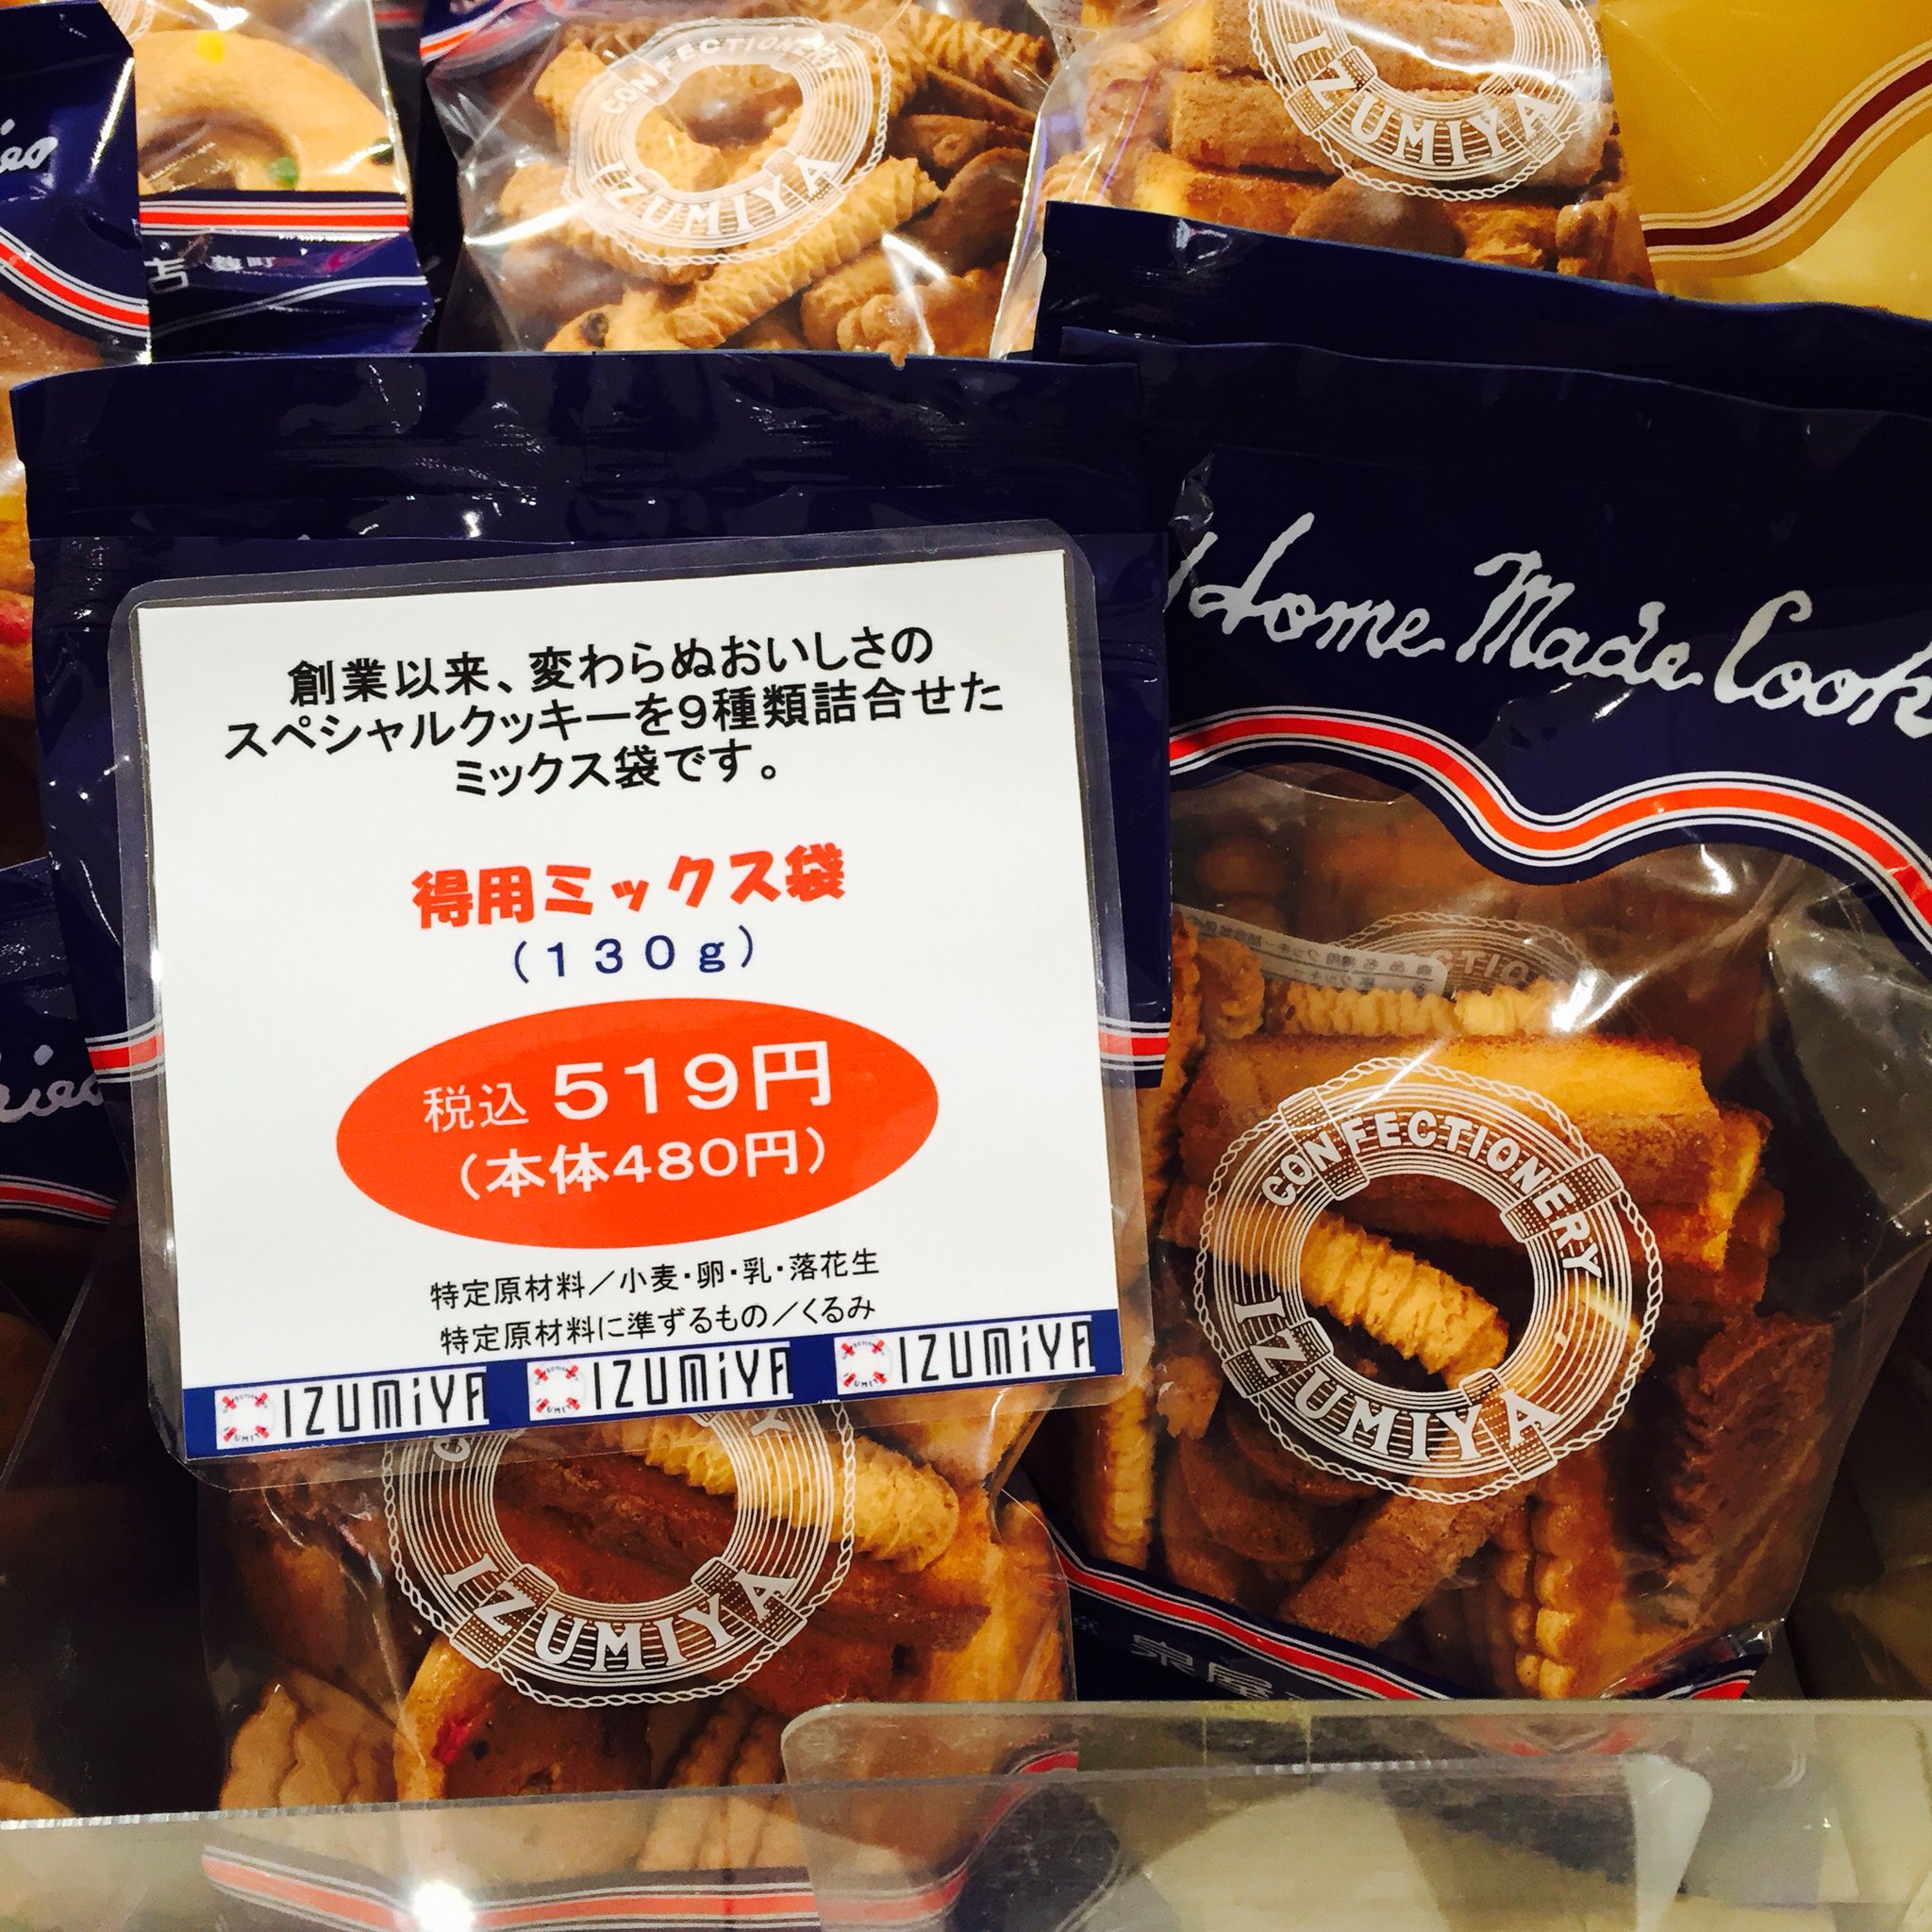 CONFECTIONERY
IZUMIYA
IZUMIYA
麹町
創業以来、変わらぬおいしさの
スペシャルクッキーを9種類詰合せた
ミックス袋です。
得用ミックス袋
（１３０ｇ）
税込 519円
（本体480円）
特定原材料／小麦・卵・乳・落花生
特定原材料に準ずるもの／くるみ
IZUMiYA IZUMiYA IZUMiYA
IZUMIYA
Home Made Cook
CONFECTIONERY
IZUMIYA
泉屋